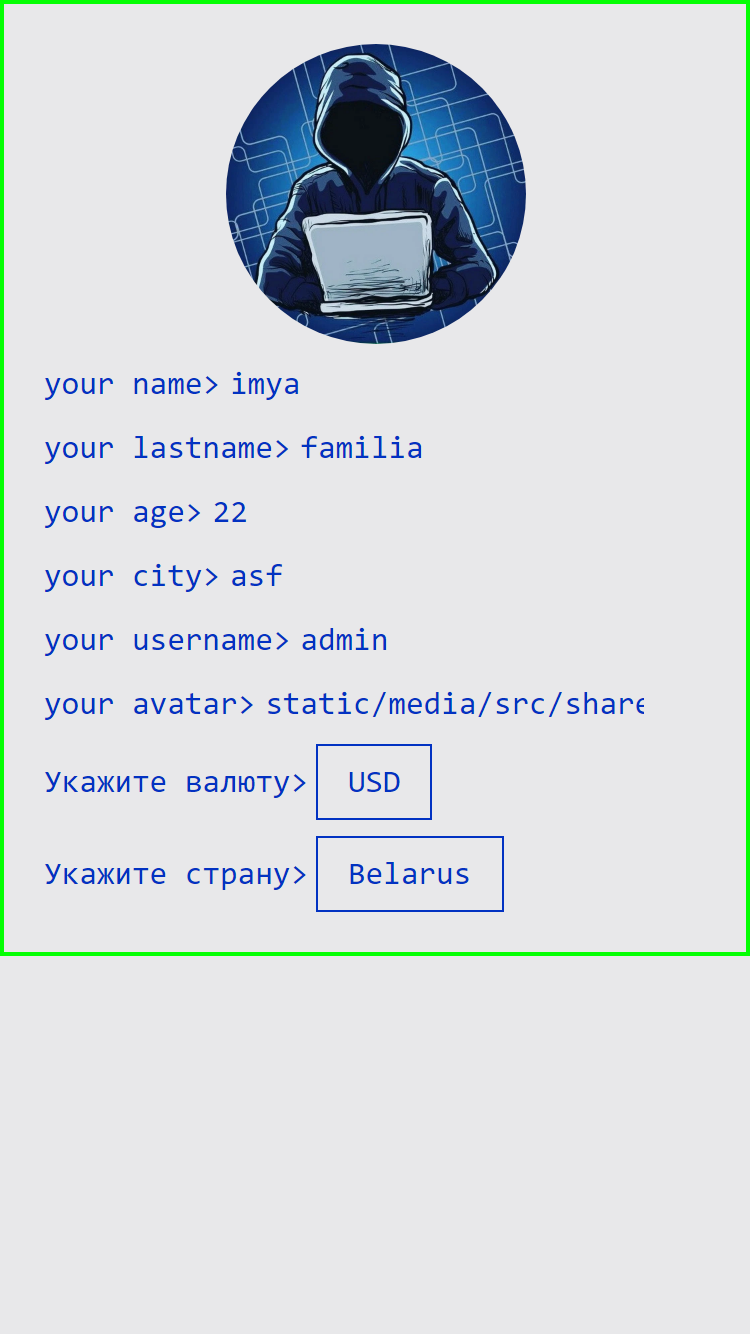 your name> imya
your lastname> familia
your age> 22
your city> asf
your username> admin
your avatar> static/media/src/share
Укажите валюту> USD
Укажите страну> Belarus